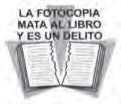 LA FOTOCOPIA
MATA AL LIBRO
Y ES UN DELITO